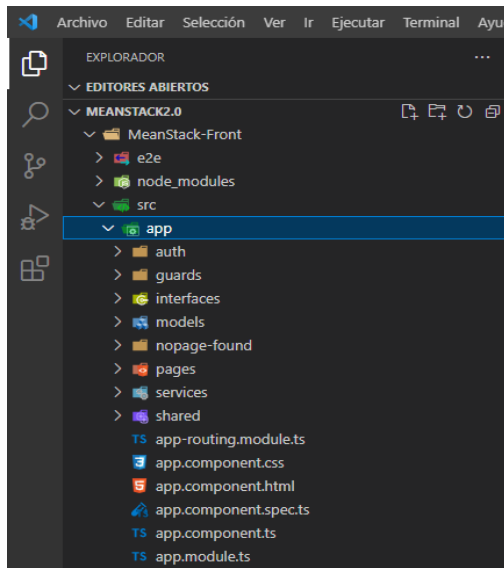 Archivo Editar Selección Ver Ir Ejecutar Terminal Ayu
EXPLORADOR
EDITORES ABIERTOS
MEANSTACK2.0
MeanStack-Front
e2e
node_modules
src
app
auth
guards
interfaces
models
nopage-found
pages
services
shared
TS app-routing.module.ts
app.component.css
app.component.html
app.component.spec.ts
TS app.component.ts
TS app.module.ts